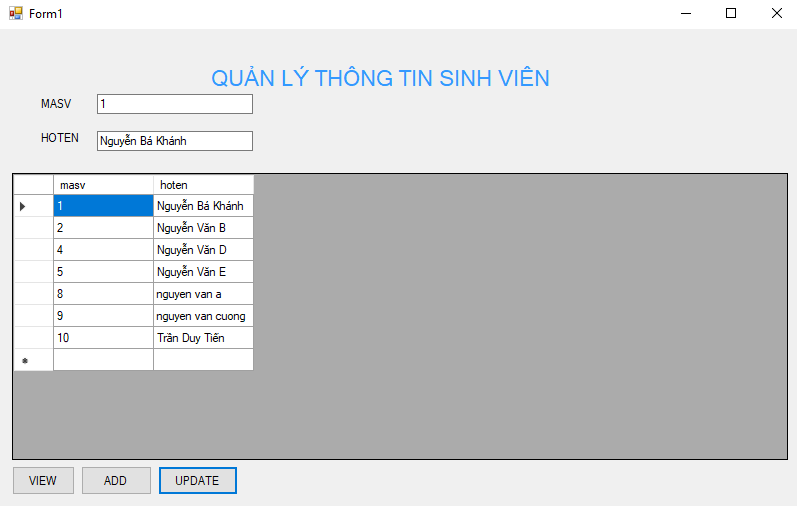 Form1
QUẢN LÝ THÔNG TIN SINH VIÊN
MASV 1
HOTEN Nguyễn Bá Khánh
masv hoten
1 Nguyễn Bá Khánh
2 Nguyễn Văn B
4 Nguyễn Văn D
5 Nguyễn Văn E
8 nguyen van a
9 nguyen van cuong
10 Trần Duy Tiến
VIEW ADD UPDATE